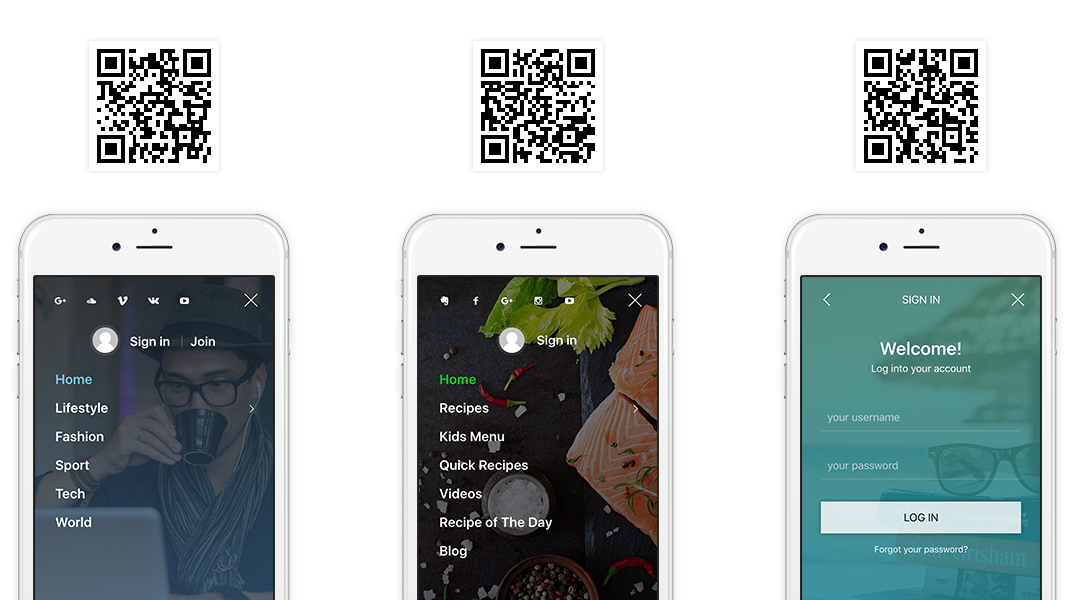 Sign in | Join
Home
Lifestyle
Fashion
Sport
Tech
World
Sign in
Home
Recipes
Kids Menu
Quick Recipes
Videos
Recipe of The Day
Blog
SIGN IN
Welcome!
Log into your account
your username
your password
LOG IN
Forgot your password?